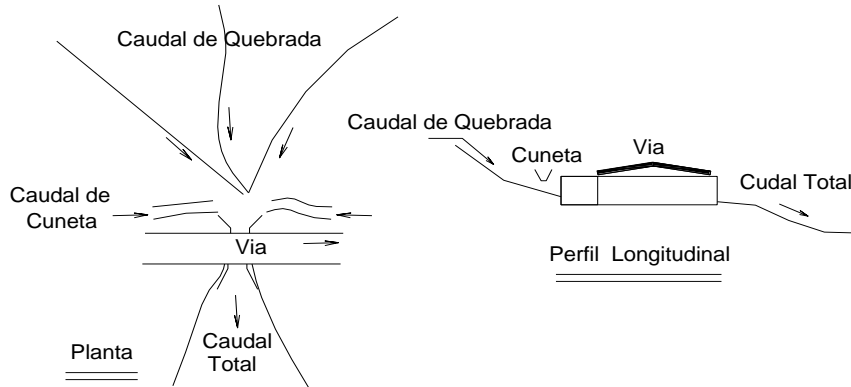 Caudal de Quebrada
Caudal de
Cuneta
Via
Caudal
Total
Planta
Caudal de Quebrada
Cuneta
Via
Cudal Total
Perfil Longitudinal